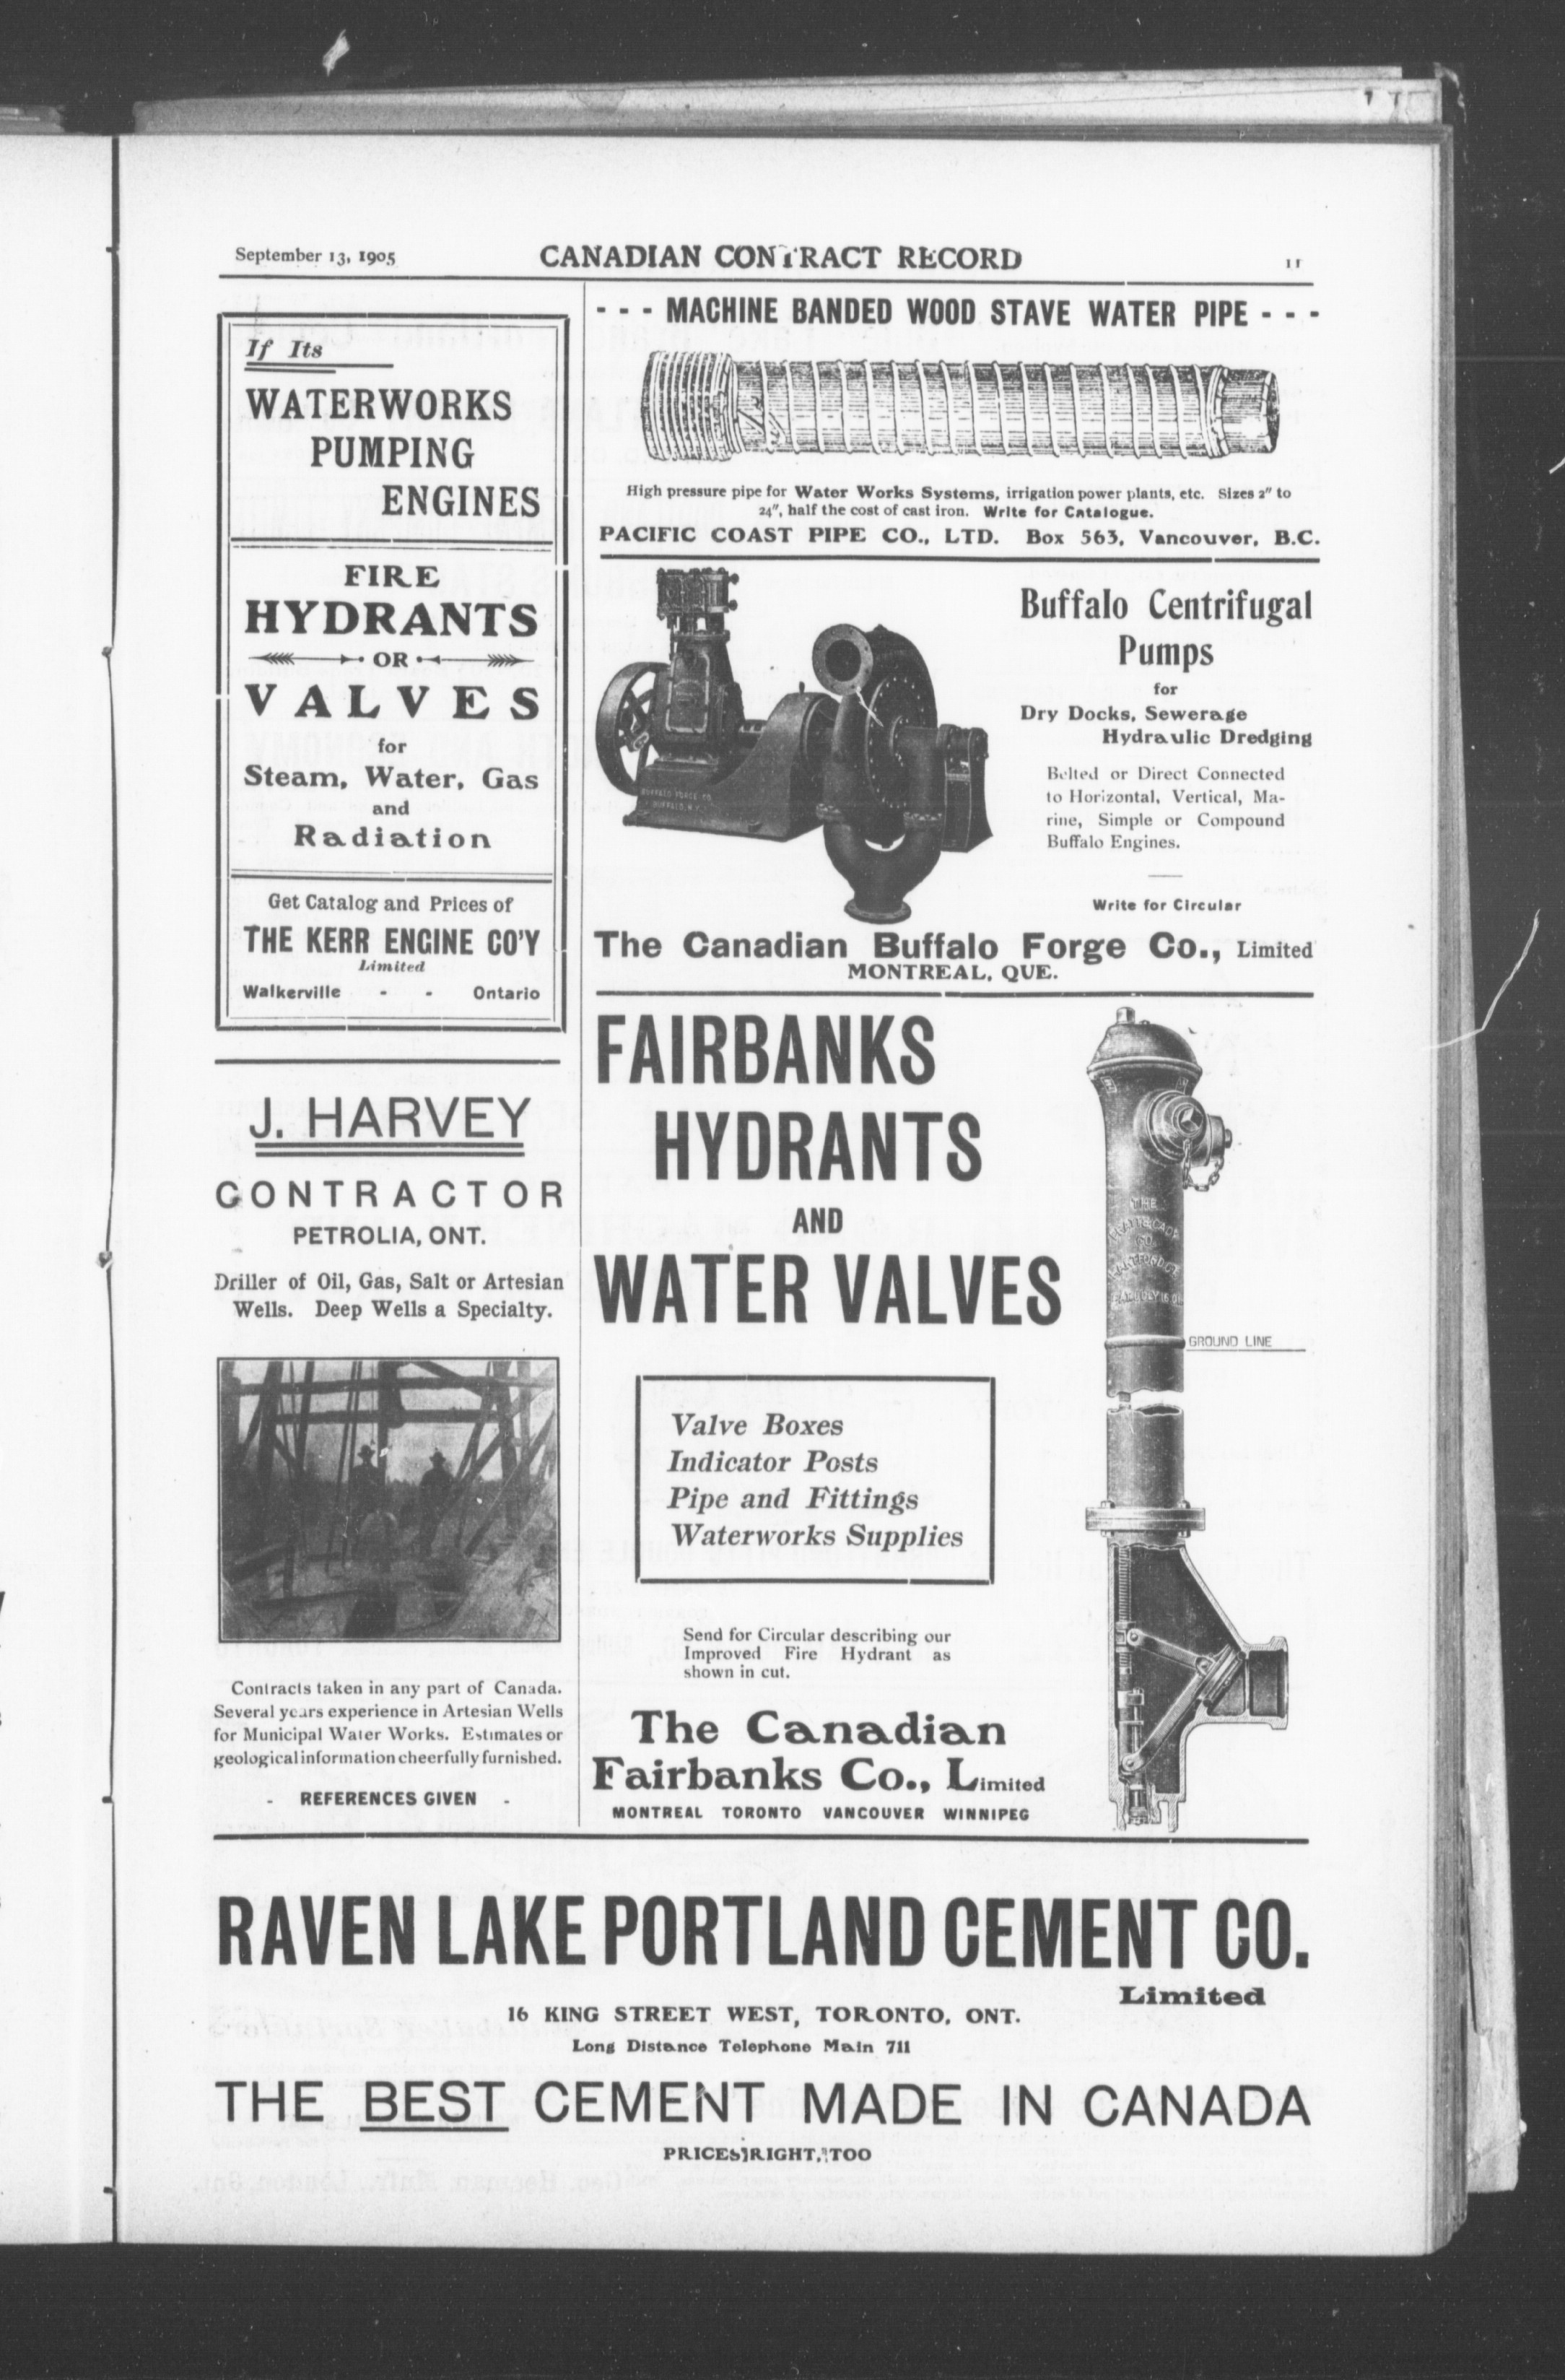 September 13, 1905
CANADIAN CONTRACT RECORD
11
If Its
WATERWORKS
PUMPING
ENGINES
FIRE
HYDRANTS
OR
VALVES
for
Steam, Water, Gas
and
Radiation
Get Catalog and Prices of
THE KERR ENGINE CO'Y
Limited
Walkerville - - Ontario
J. HARVEY
CONTRACTOR
PETROLIA, ONT.
Driller of Oil, Gas, Salt or Artesian
Wells. Deep Wells a Specialty.
Contracts taken in any part of Canada.
Several years experience in Artesian Wells
for Municipal Water Works. Estimates or
geological information cheerfully furnished.
- REFERENCES GIVEN -
- - - MACHINE BANDED WOOD STAVE WATER PIPE - - -
High pressure pipe for Water Works Systems, irrigation power plants, etc. Sizes 2" to
24", half the cost of cast iron. Write for Catalogue.
PACIFIC COAST PIPE CO., LTD. Box 563, Vancouver, B.C.
BUFFALO FORGE CO.
BUFFALO, N.Y.
Buffalo Centrifugal
Pumps
for
Dry Docks, Sewerage
Hydraulic Dredging
Belted or Direct Connected
to Horizontal, Vertical, Ma-
rine, Simple or Compound
Buffalo Engines.
Write for Circular
The Canadian Buffalo Forge Co., Limited
MONTREAL, QUE.
FAIRBANKS
HYDRANTS
AND
WATER VALVES
THE
CO.
GROUND LINE
Valve Boxes
Indicator Posts
Pipe and Fittings
Waterworks Supplies
Send for Circular describing our
Improved Fire Hydrant as
shown in cut.
The Canadian
Fairbanks Co., Limited
MONTREAL TORONTO VANCOUVER WINNIPEG
RAVEN LAKE PORTLAND CEMENT CO.
Limited
16 KING STREET WEST, TORONTO, ONT.
Long Distance Telephone Main 711
THE BEST CEMENT MADE IN CANADA
PRICES RIGHT, TOO